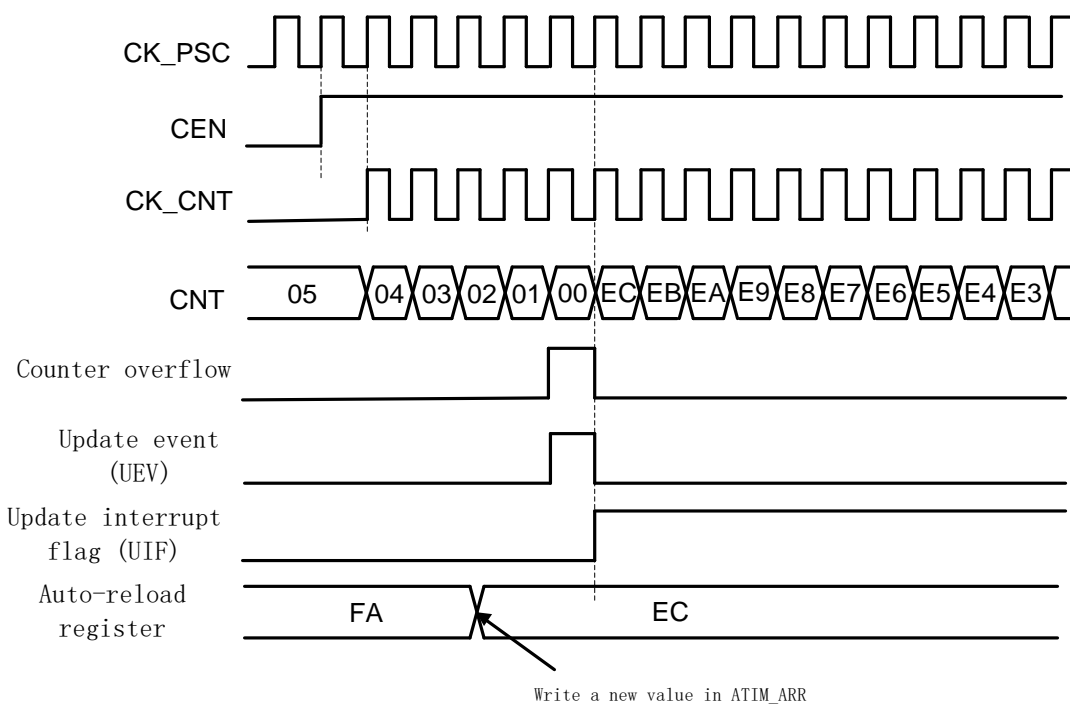 CK_PSC
CEN
CK_CNT
CNT
05 04 03 02 01 00 EC EB EA E9 E8 E7 E6 E5 E4 E3
Counter overflow
Update event
(UEV)
Update interrupt
flag (UIF)
Auto-reload
register
FA EC
Write a new value in ATIM_ARR